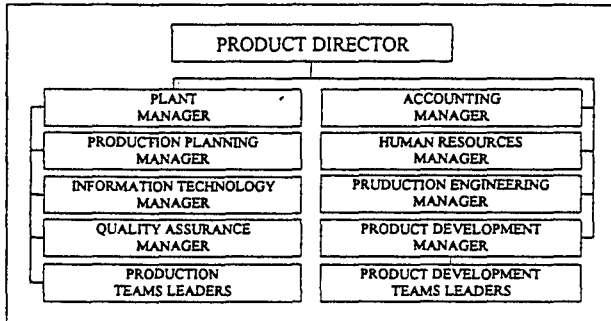 PRODUCT DIRECTOR
PLANT
MANAGER
PRODUCTION PLANNING
MANAGER
INFORMATION TECHNOLOGY
MANAGER
QUALITY ASSURANCE
MANAGER
PRODUCTION
TEAMS LEADERS
ACCOUNTING
MANAGER
HUMAN RESOURCES
MANAGER
PRUDUCTION ENGINEERING
MANAGER
PRODUCT DEVELOPMENT
MANAGER
PRODUCT DEVELOPMENT
TEAMS LEADERS